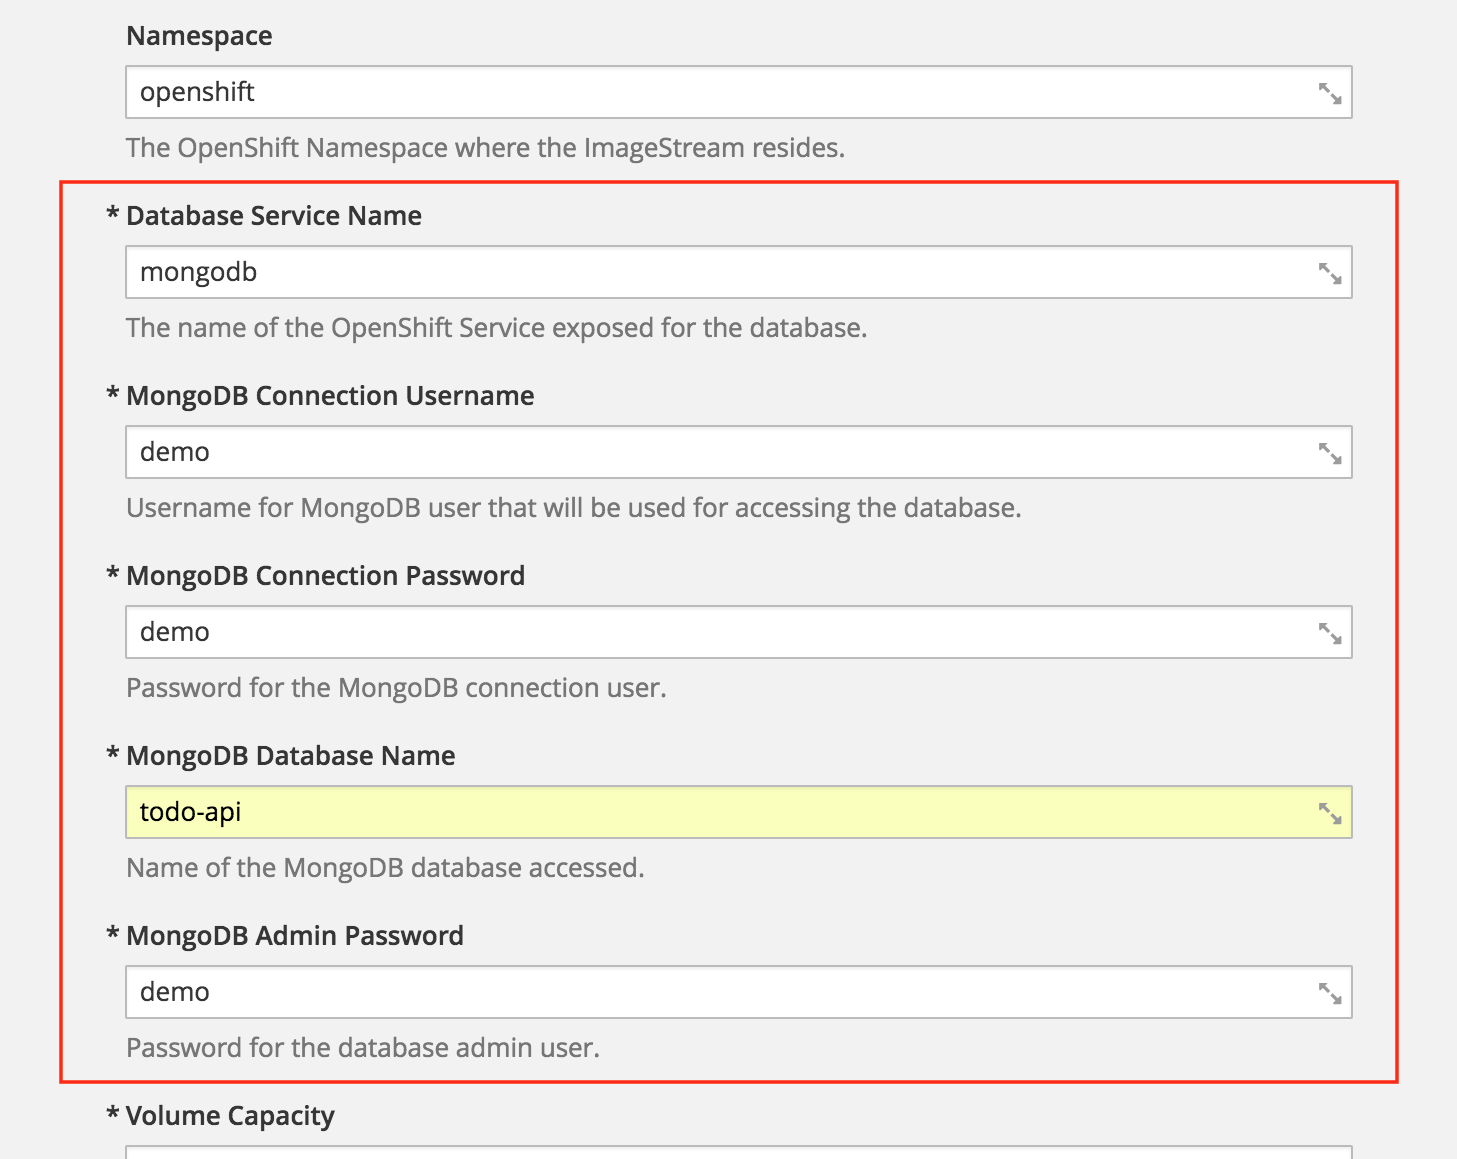 Namespace
openshift
The OpenShift Namespace where the ImageStream resides.
* Database Service Name
mongodb
The name of the OpenShift Service exposed for the database.
* MongoDB Connection Username
demo
Username for MongoDB user that will be used for accessing the database.
* MongoDB Connection Password
demo
Password for the MongoDB connection user.
* MongoDB Database Name
todo-api
Name of the MongoDB database accessed.
* MongoDB Admin Password
demo
Password for the database admin user.
* Volume Capacity